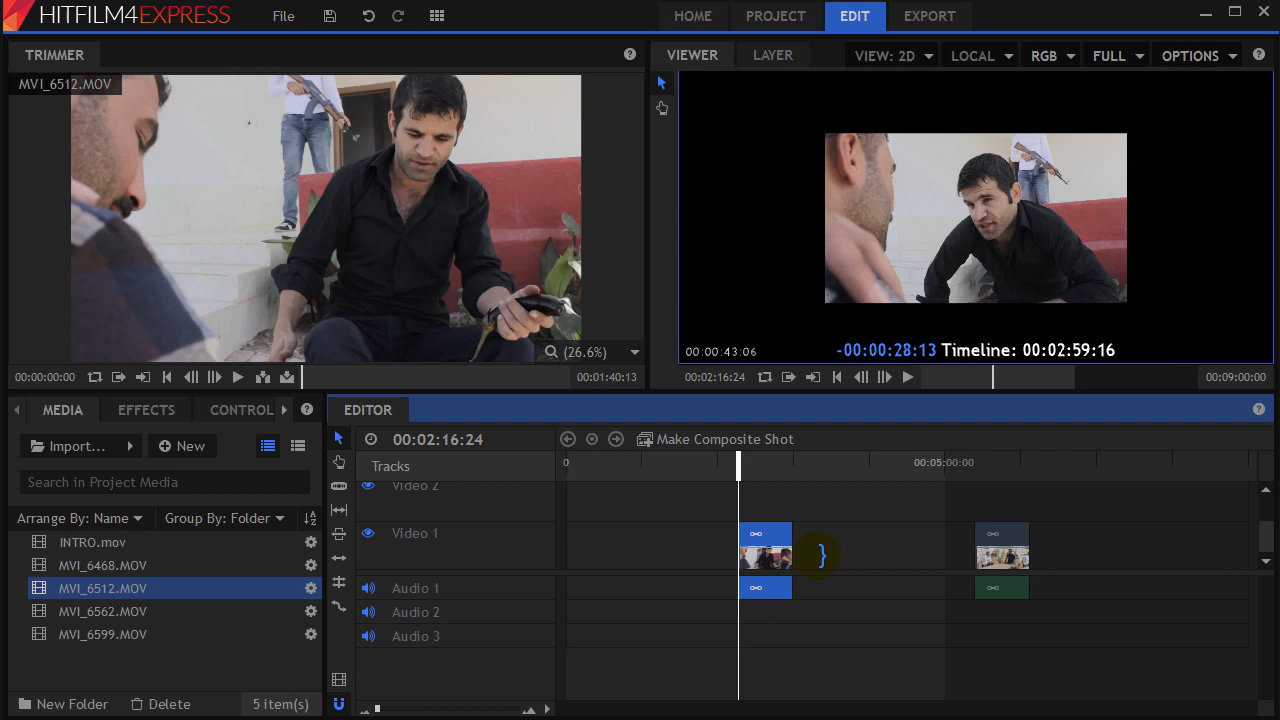 HITFILM4EXPRESS File HOME PROJECT EDIT EXPORT
TRIMMER
MVI_6512.MOV
(26.6%)
00:00:00:00 00:01:40:13
VIEWER LAYER VIEW: 2D LOCAL RGB FULL OPTIONS
00:00:43:06 -00:00:28:13 Timeline: 00:02:59:16
00:02:16:24 00:09:00:00
MEDIA EFFECTS CONTROL
Import... New
Search in Project Media
Arrange By: Name Group By: Folder
INTRO.mov
MVI_6468.MOV
MVI_6512.MOV
MVI_6562.MOV
MVI_6599.MOV
New Folder Delete 5 item(s)
EDITOR
00:02:16:24 Make Composite Shot
Tracks 0 00:05:00:00
Video 2
Video 1
Audio 1
Audio 2
Audio 3